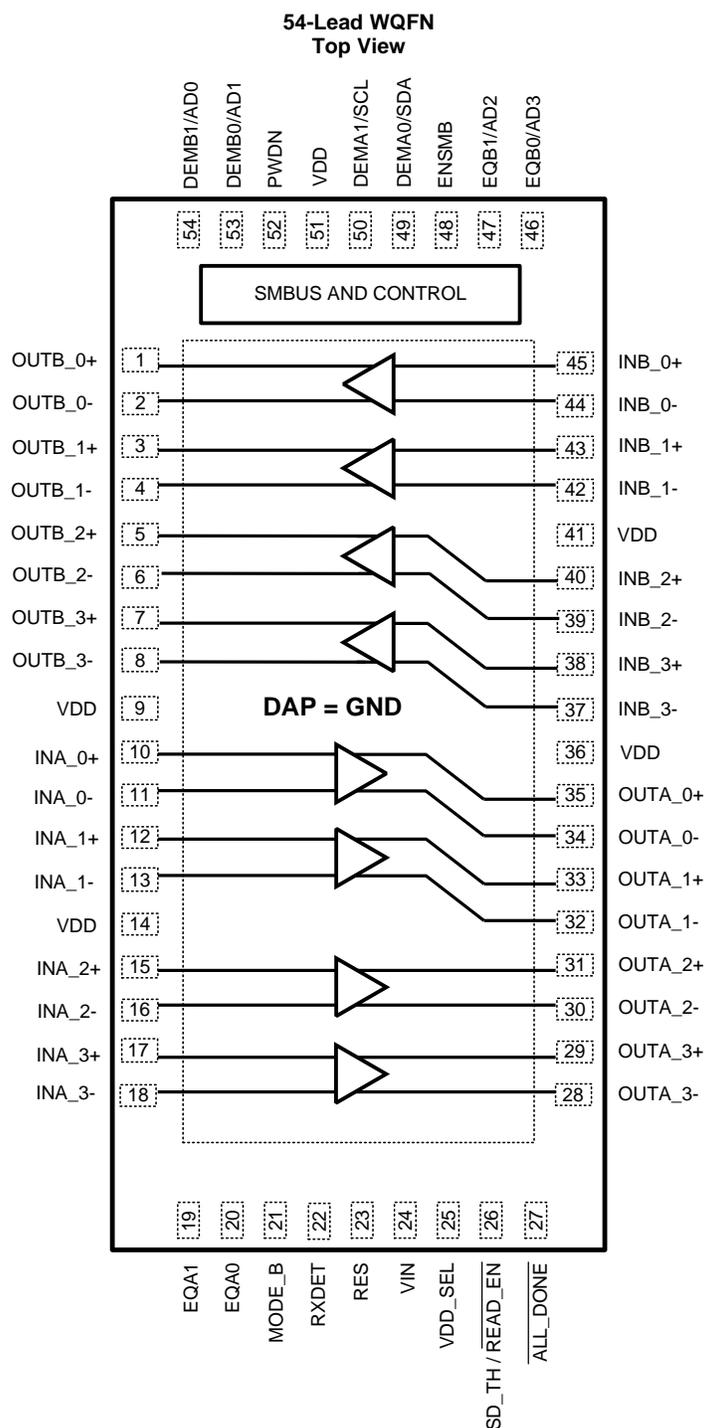 54-Lead WQFN
Top View
DEMB1/AD0
DEMB0/AD1
PWDN
VDD
DEMA1/SCL
DEMA0/SDA
ENSMB
EQB1/AD2
EQB0/AD3
54
53
52
51
50
49
48
47
46
SMBUS AND CONTROL
OUTB_0+ 1 45 INB_0+
OUTB_0- 2 44 INB_0-
OUTB_1+ 3 43 INB_1+
OUTB_1- 4 42 INB_1-
OUTB_2+ 5 41 VDD
OUTB_2- 6 40 INB_2+
39 INB_2-
OUTB_3+ 7
OUTB_3- 8 38 INB_3+
VDD 9 DAP = GND 37 INB_3-
INA_0+ 10 36 VDD
INA_0- 11 35 OUTA_0+
INA_1+ 12 34 OUTA_0-
INA_1- 13 33 OUTA_1+
VDD 14 32 OUTA_1-
INA_2+ 15 31 OUTA_2+
INA_2- 16 30 OUTA_2-
INA_3+ 17 29 OUTA_3+
INA_3- 18 28 OUTA_3-
19
20
21
22
23
24
25
26
27
EQA1
EQA0
MODE_B
RXDET
RES
VIN
VDD_SEL
SD_TH / READ_EN
ALL_DONE